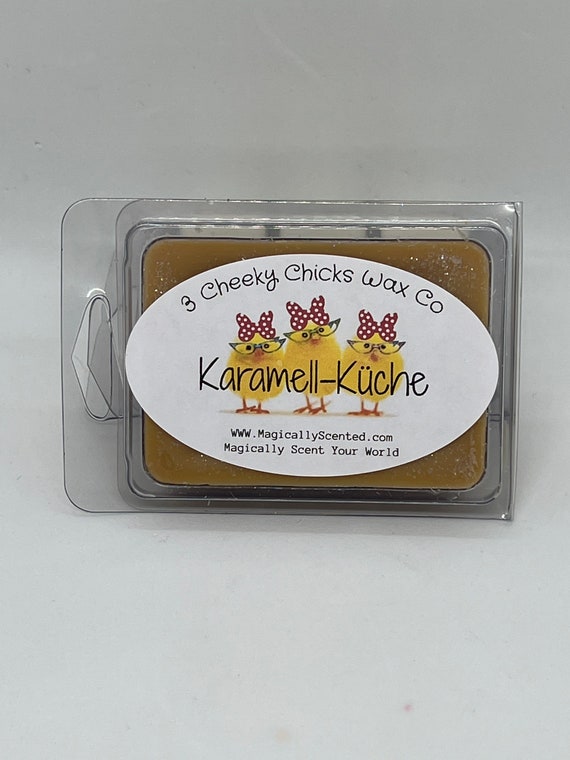 3 Cheeky Chicks Wax Co
Karamell-Küche
WWW.MagicallyScented.com
Magically Scent Your World